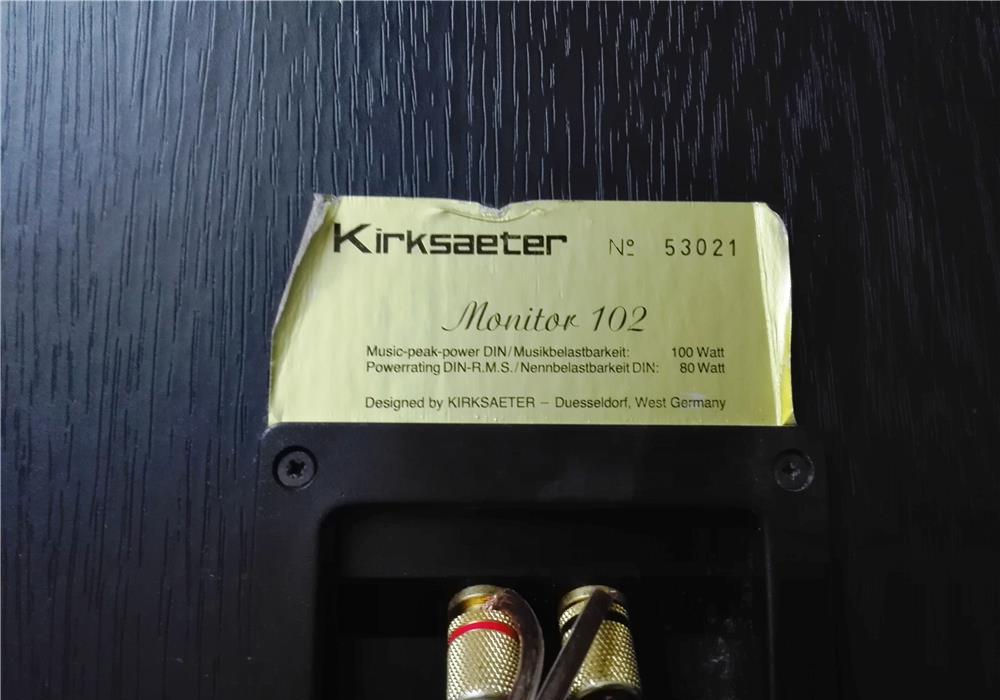 Kirksaeter Nº 53021
Monitor 102
Music-peak-power DIN/Musikbelastbarkeit: 100 Watt
Powerrating DIN-R.M.S./Nennbelastbarkeit DIN: 80 Watt
Designed by KIRKSAETER – Duesseldorf, West Germany